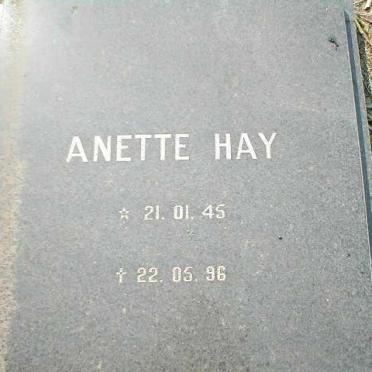 ANETTE HAY
☆ 21. 01. 45
† 22. 05. 96